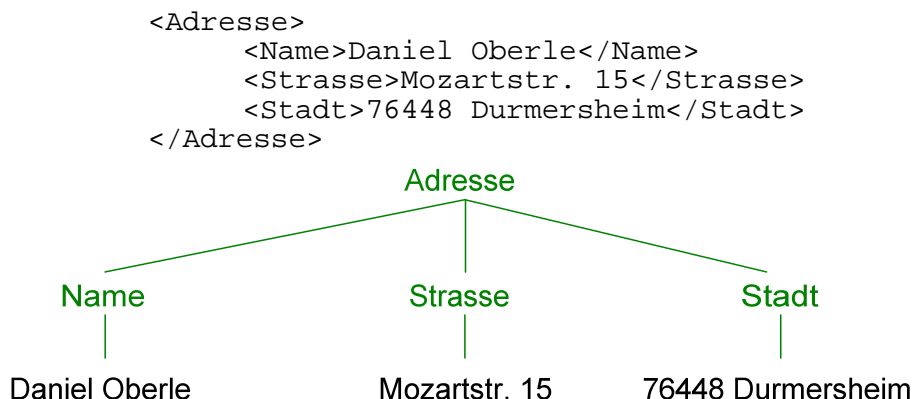 <Adresse>
<Name>Daniel Oberle</Name>
<Strasse>Mozartstr. 15</Strasse>
<Stadt>76448 Durmersheim</Stadt>
</Adresse>
Adresse
Name Strasse Stadt
Daniel Oberle Mozartstr. 15 76448 Durmersheim